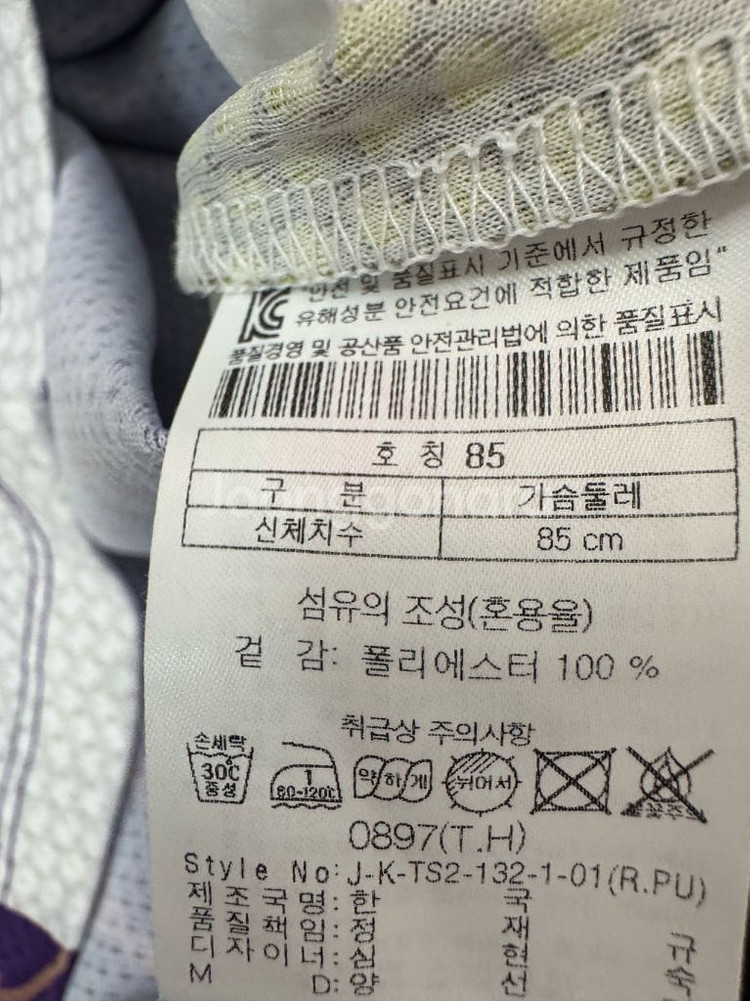 "안전 및 품질표시 기준에서 규정한
유해성분 안전요건에 적합한 제품임"
품질경영 및 공산품 안전관리법에 의한 품질표시
호 칭 85
구 분 가슴둘레
신체치수 85 cm
섬유의 조성(혼용율)
겉 감: 폴리에스터 100 %
취급상 주의사항
손세탁
30℃
중성
1
80~120℃
약하게
뉘어서
0897(T.H)
Style No: J-K-TS2-132-1-01(R.PU)
제 조 국 명: 한 국
품 질 책 임: 정 재 규
디 자 이 너: 신 현 숙
M D: 양 선